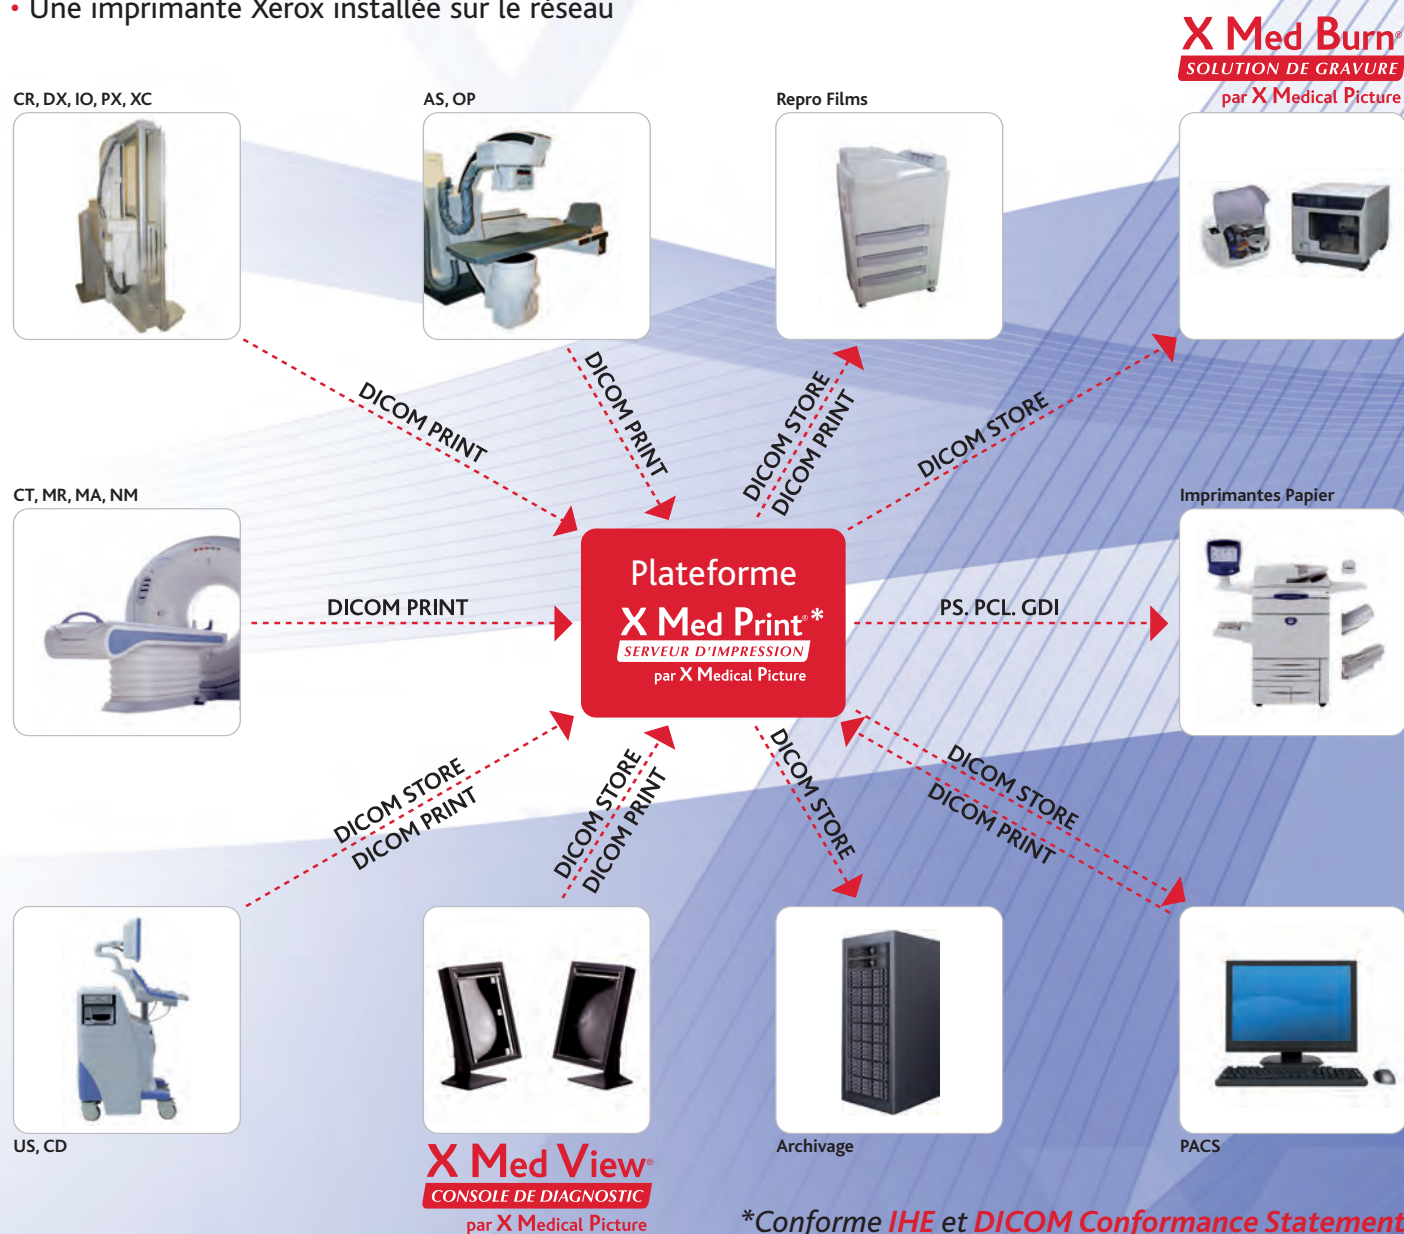 • Une imprimante Xerox installée sur le réseau
X Med Burn®
SOLUTION DE GRAVURE
par X Medical Picture
CR, DX, IO, PX, XC
AS, OP
Repro Films
DICOM PRINT
DICOM PRINT
DICOM STORE
DICOM PRINT
DICOM STORE
CT, MR, MA, NM
Imprimantes Papier
DICOM PRINT
Plateforme
X Med Print®*
SERVEUR D'IMPRESSION
par X Medical Picture
PS. PCL. GDI
DICOM STORE
DICOM PRINT
DICOM STORE
DICOM PRINT
DICOM STORE
DICOM STORE
DICOM PRINT
US, CD
X Med View®
CONSOLE DE DIAGNOSTIC
par X Medical Picture
Archivage
PACS
*Conforme IHE et DICOM Conformance Statement